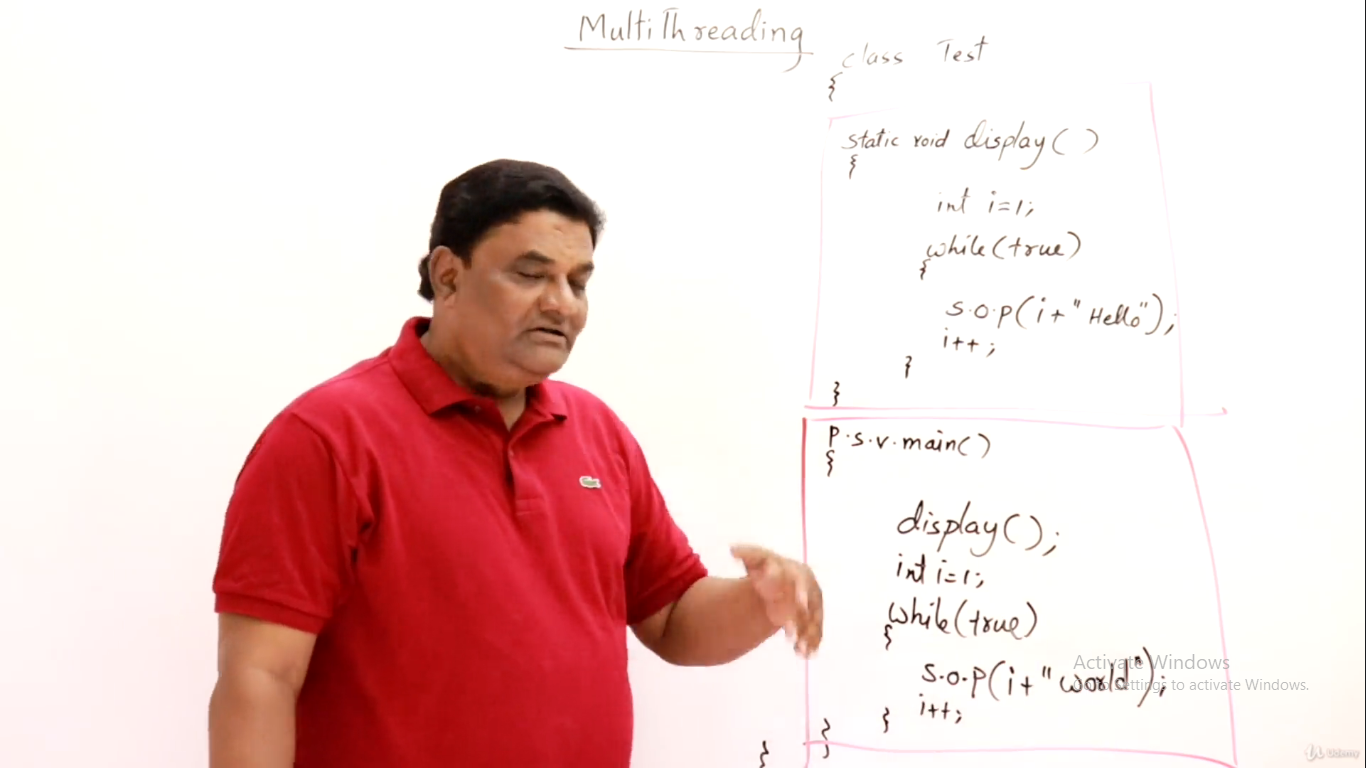 MultiThreading
class Test
{
static void display( )
{
int i=1;
while(true)
{
s.o.p(i+"Hello");
i++;
}
}
P.s.v.main()
{
display();
int i=1;
while(true)
{
s.o.p(i+"world");
i++;
}
}
}
}
Activate Windows
Go to Settings to activate Windows.
Udemy